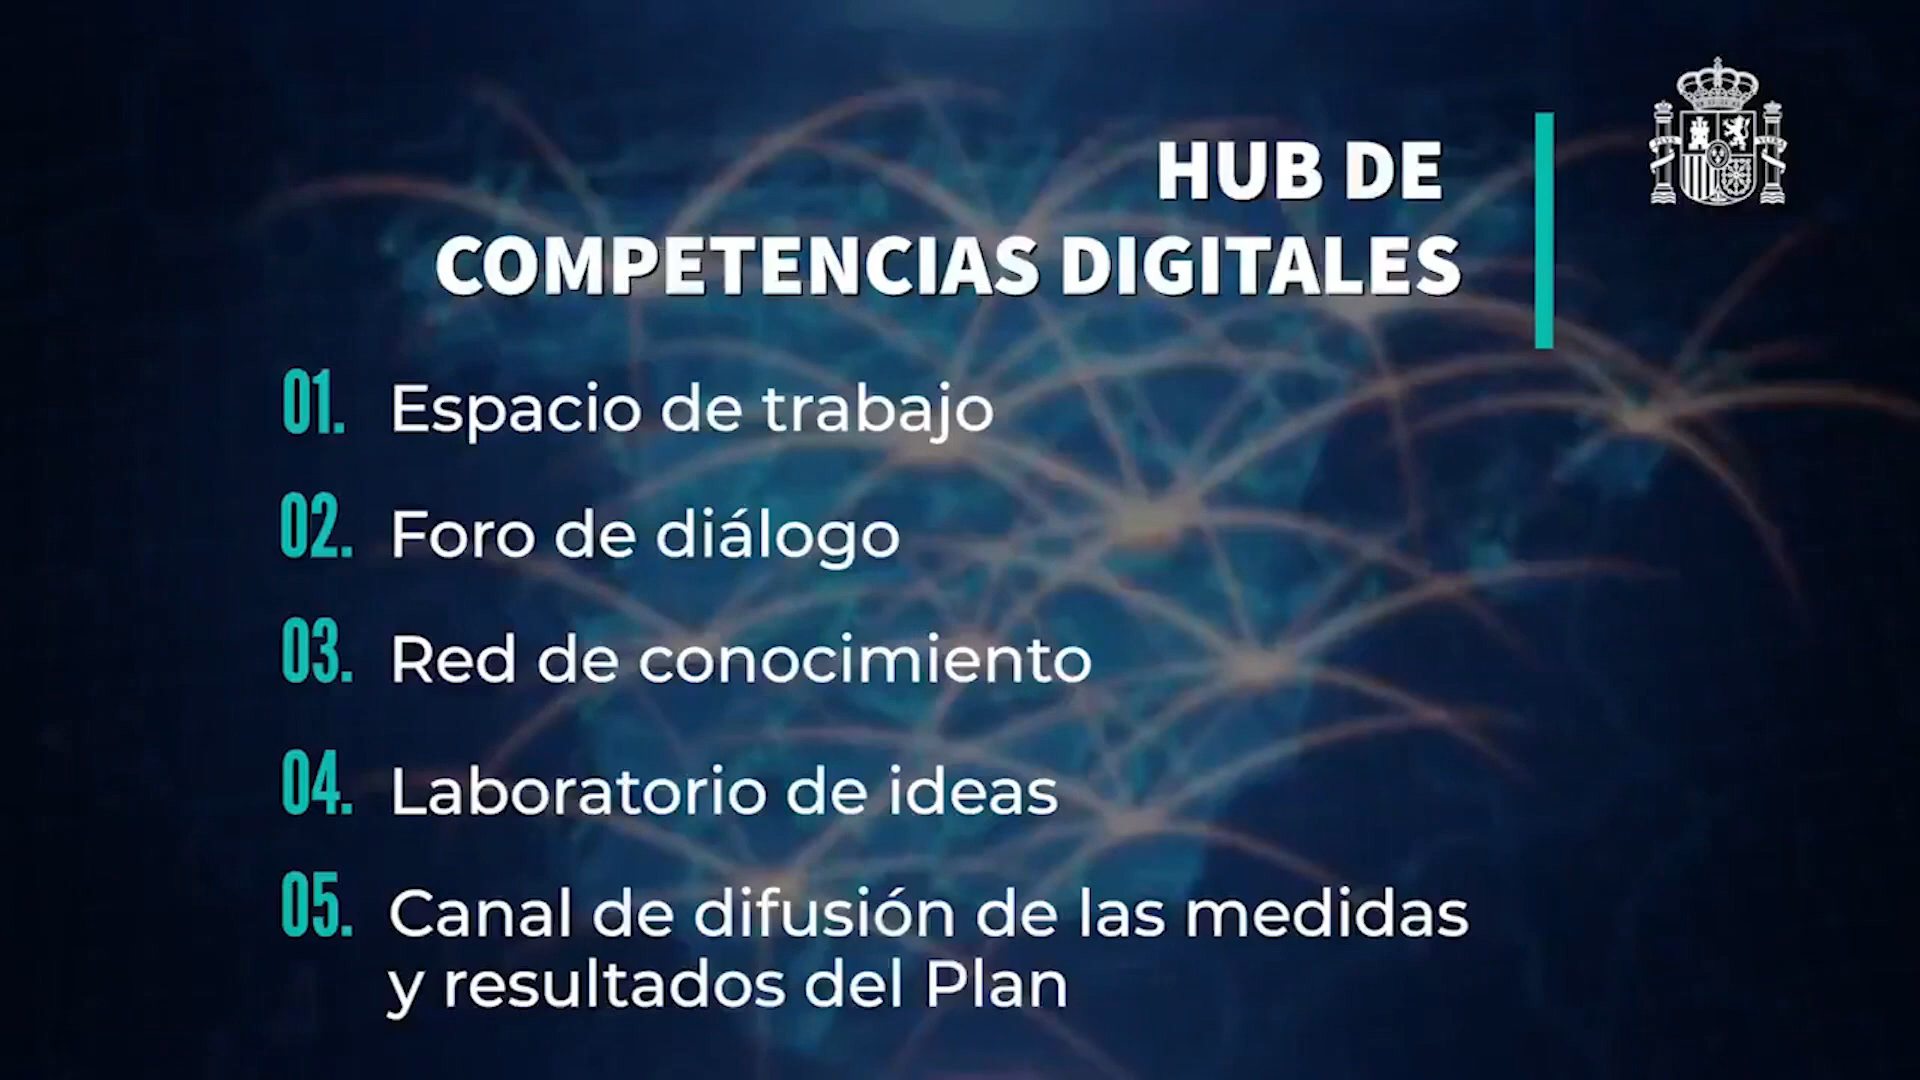 HUB DE
COMPETENCIAS DIGITALES
01. Espacio de trabajo
02. Foro de diálogo
03. Red de conocimiento
04. Laboratorio de ideas
05. Canal de difusión de las medidas
y resultados del Plan